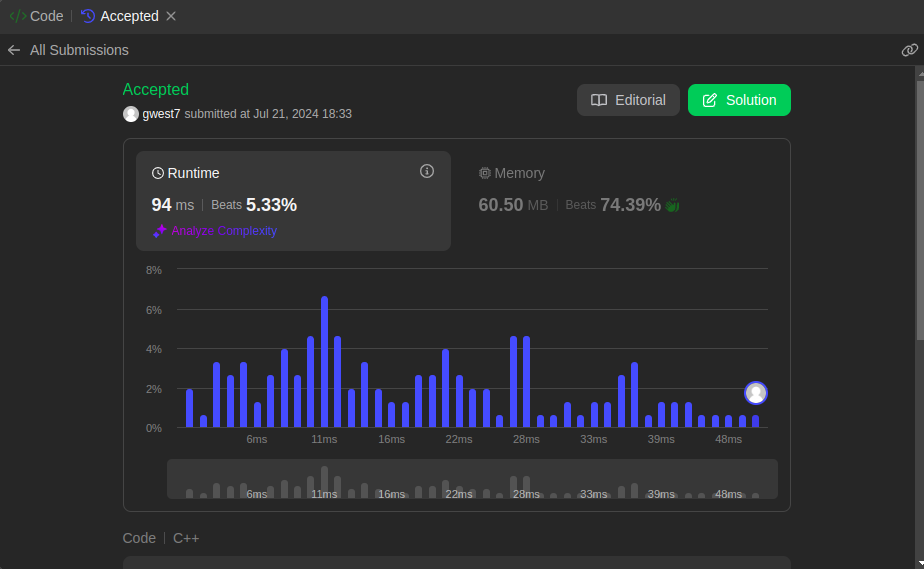 </> Code | Accepted
All Submissions
Accepted
gwest7 submitted at Jul 21, 2024 18:33
Editorial
Solution
Runtime
94 ms | Beats 5.33%
Analyze Complexity
Memory
60.50 MB | Beats 74.39%
8%
6%
4%
2%
0%
6ms 11ms 16ms 22ms 28ms 33ms 39ms 48ms
6ms 11ms 16ms 22ms 28ms 33ms 39ms 48ms
Code | C++